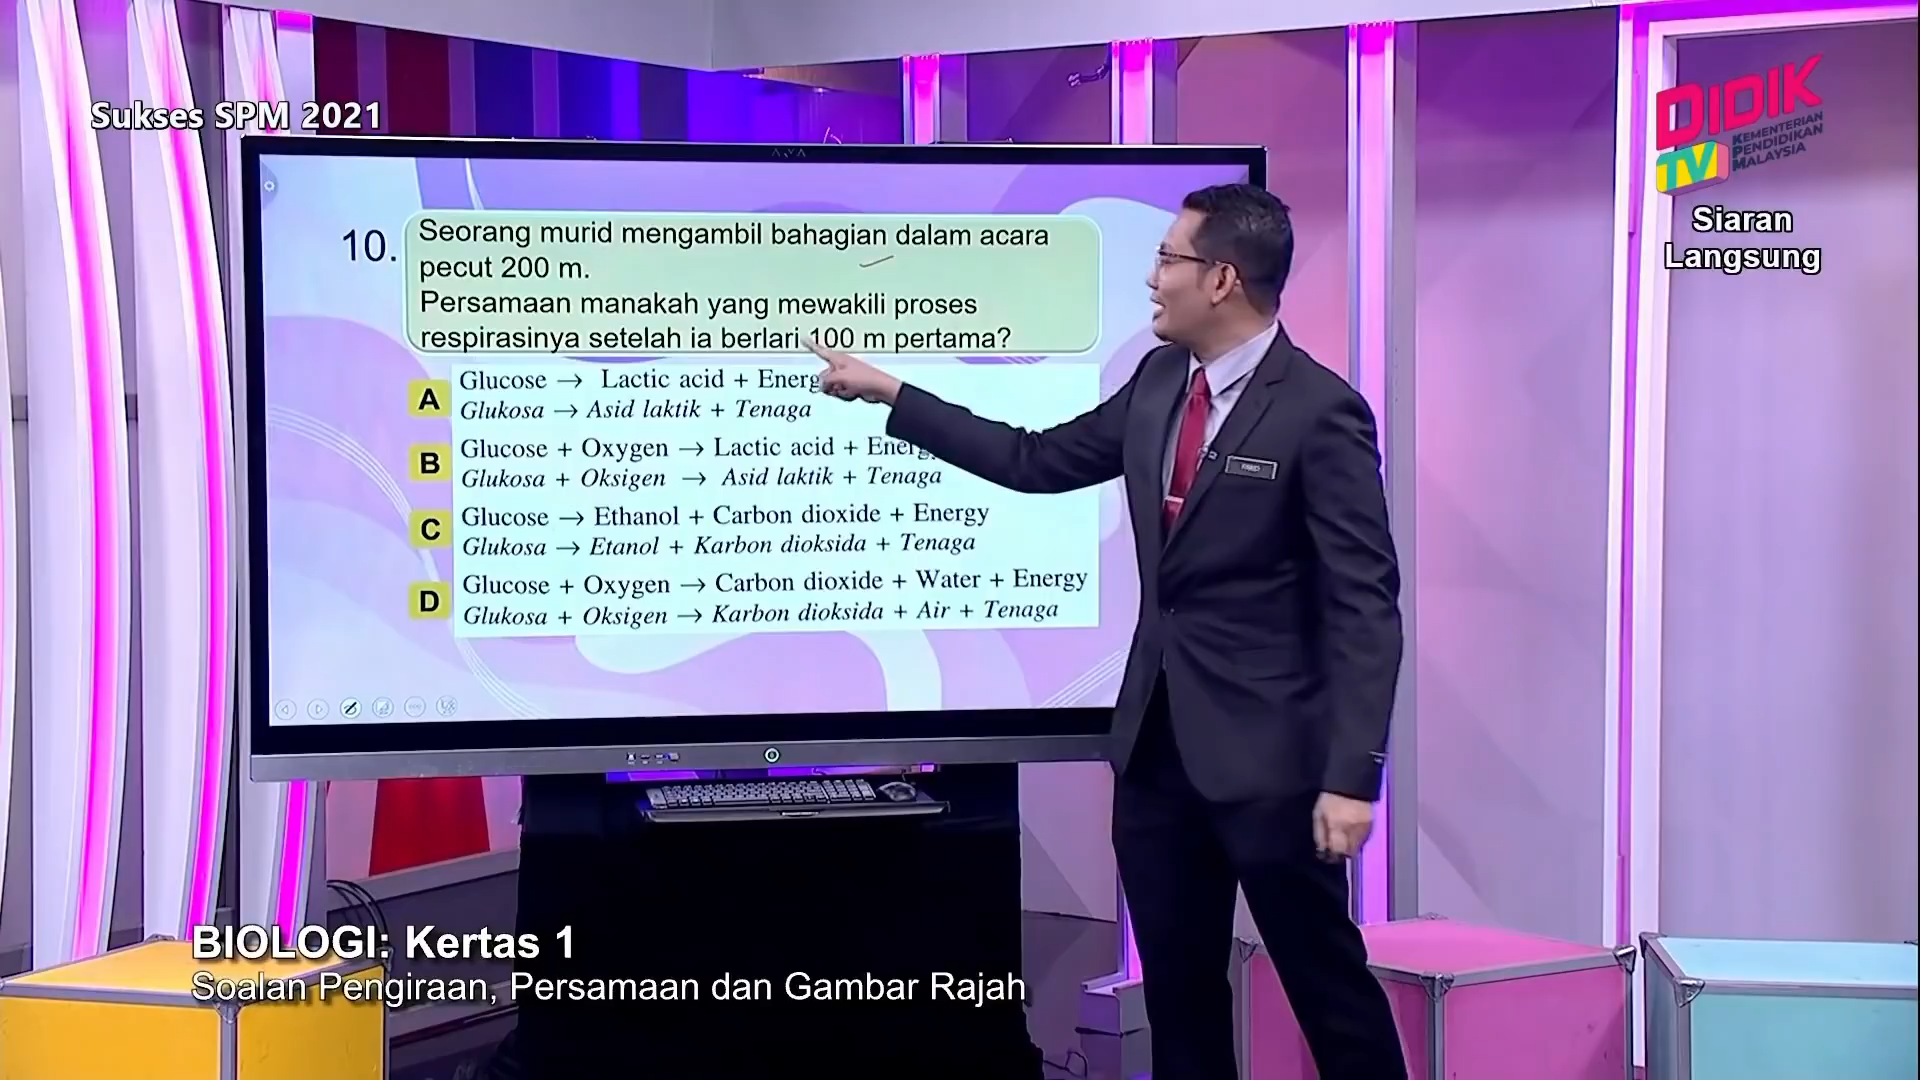 Sukses SPM 2021
DIDIK
TV
KEMENTERIAN
PENDIDIKAN
MALAYSIA
Siaran
Langsung
10.
Seorang murid mengambil bahagian dalam acara
pecut 200 m.
Persamaan manakah yang mewakili proses
respirasinya setelah ia berlari 100 m pertama?
A
Glucose → Lactic acid + Energ
Glukosa → Asid laktik + Tenaga
B
Glucose + Oxygen → Lactic acid + Energ
Glukosa + Oksigen → Asid laktik + Tenaga
C
Glucose → Ethanol + Carbon dioxide + Energy
Glukosa → Etanol + Karbon dioksida + Tenaga
D
Glucose + Oxygen → Carbon dioxide + Water + Energy
Glukosa + Oksigen → Karbon dioksida + Air + Tenaga
BIOLOGI: Kertas 1
Soalan Pengiraan, Persamaan dan Gambar Rajah